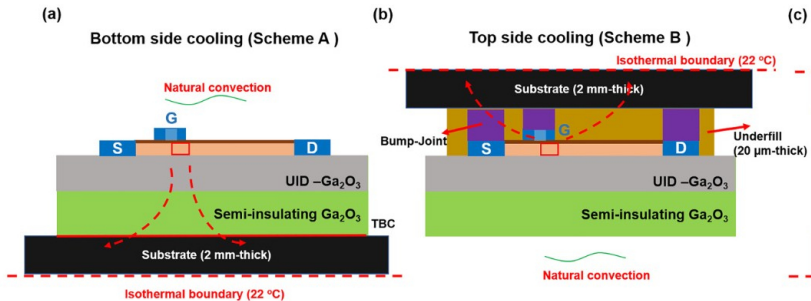 (a)
Bottom side cooling (Scheme A )
Natural convection
G
S
D
UID –Ga₂O₃
Semi-insulating Ga₂O₃
TBC
Substrate (2 mm-thick)
Isothermal boundary (22 °C)
(b)
Top side cooling (Scheme B )
Isothermal boundary (22 °C)
Substrate (2 mm-thick)
Bump-Joint
G
S
D
Underfill
(20 µm-thick)
UID –Ga₂O₃
Semi-insulating Ga₂O₃
Natural convection
(c)